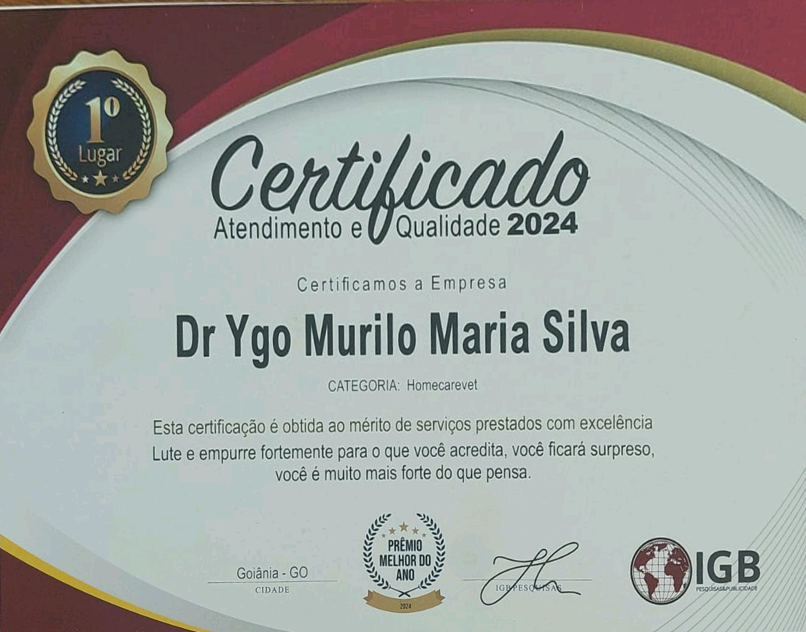 1º
Lugar
Certificado
Atendimento e Qualidade 2024
Certificamos a Empresa
Dr Ygo Murilo Maria Silva
CATEGORIA: Homecarevet
Esta certificação é obtida ao mérito de serviços prestados com excelência
Lute e empurre fortemente para o que você acredita, você ficará surpreso,
você é muito mais forte do que pensa.
Goiânia - GO
CIDADE
PRÊMIO
MELHOR DO
ANO
2024
IGB PESQUISAS
IGB
PESQUISAS&PUBLICIDADE